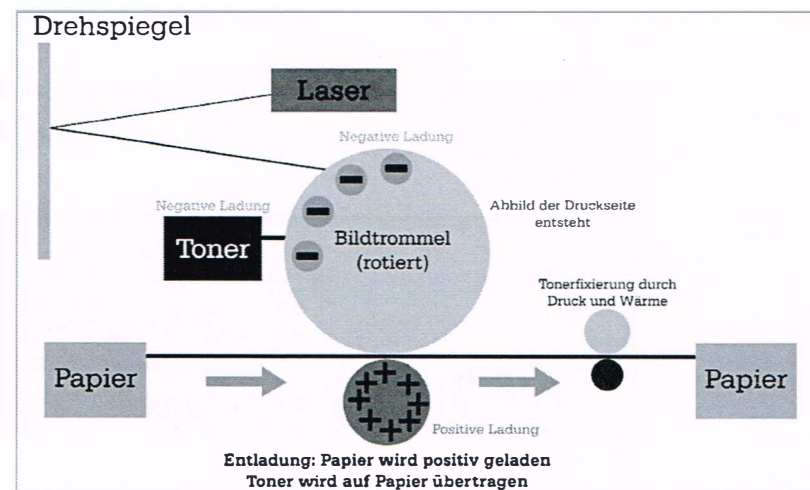 Drehspiegel
Laser
Negative Ladung
Negative Ladung
Toner
Bildtrommel
(rotiert)
Abbild der Druckseite
entsteht
Tonerfixierung durch
Druck und Wärme
Papier
Papier
Positive Ladung
Entladung: Papier wird positiv geladen
Toner wird auf Papier übertragen